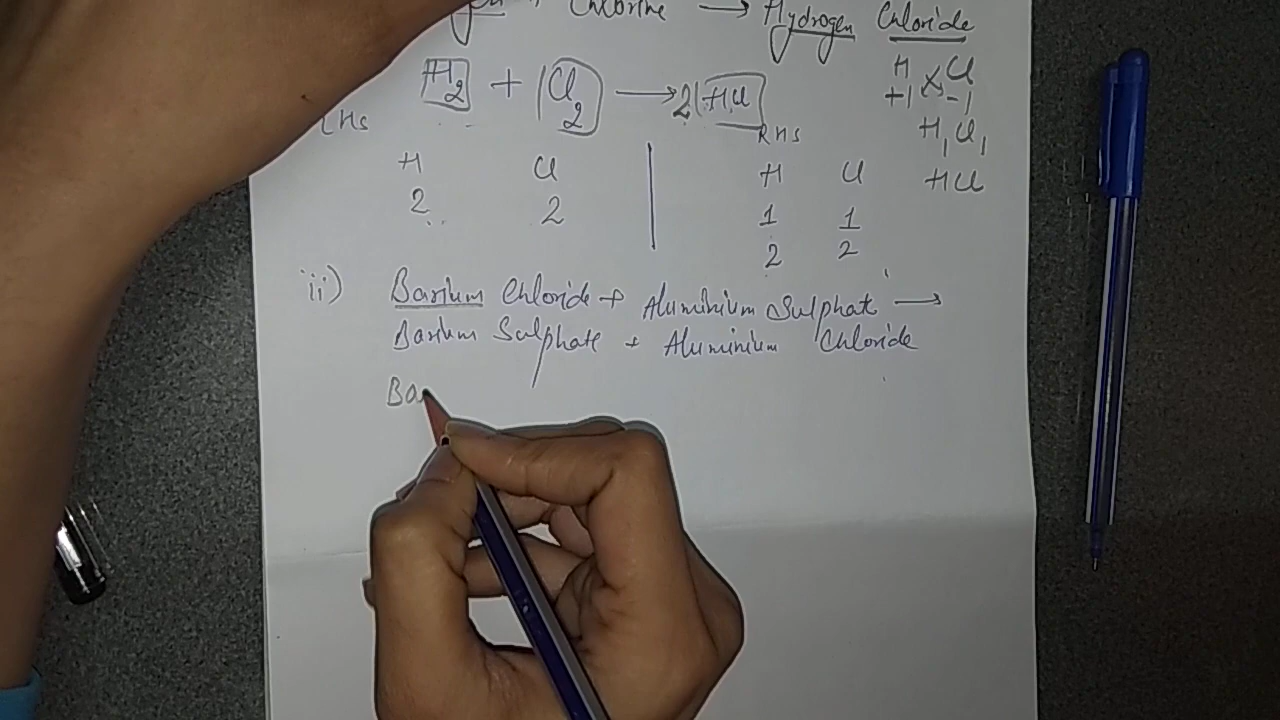 Chlorine → Hydrogen Chloride
H₂ + Cl₂ → 2HCl
H Cl
+1 -1
H₁Cl₁
HCl
LHS RHS
H Cl H Cl
2 2 1 1
2 2
ii) Barium Chloride + Aluminium Sulphate →
Barium Sulphate + Aluminium Chloride
Ba